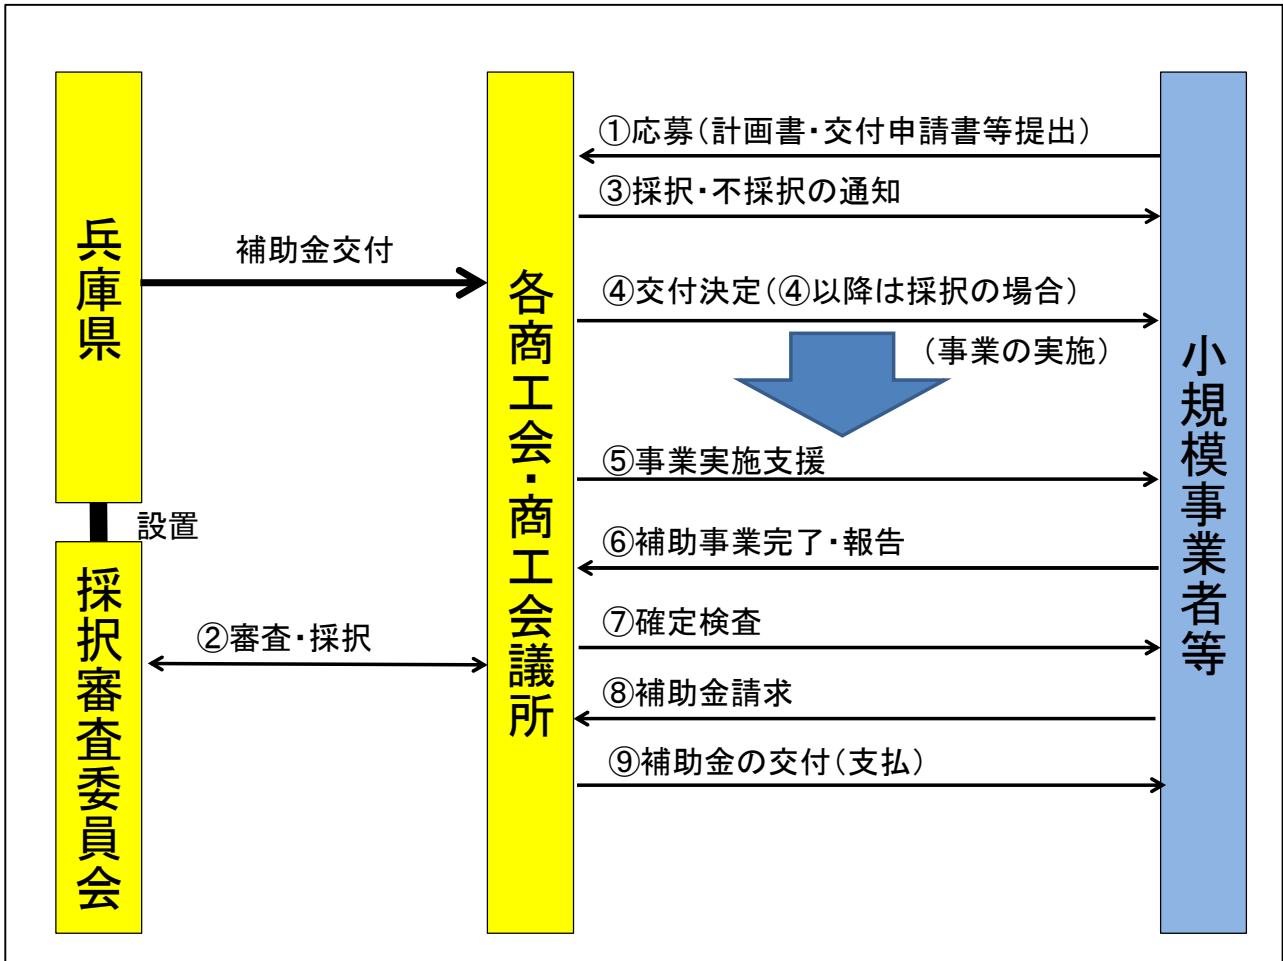 兵庫県
補助金交付
設置
採択審査委員会
②審査・採択
各商工会・商工会議所
①応募(計画書・交付申請書等提出)
③採択・不採択の通知
④交付決定(④以降は採択の場合)
(事業の実施)
⑤事業実施支援
⑥補助事業完了・報告
⑦確定検査
⑧補助金請求
⑨補助金の交付(支払)
小規模事業者等